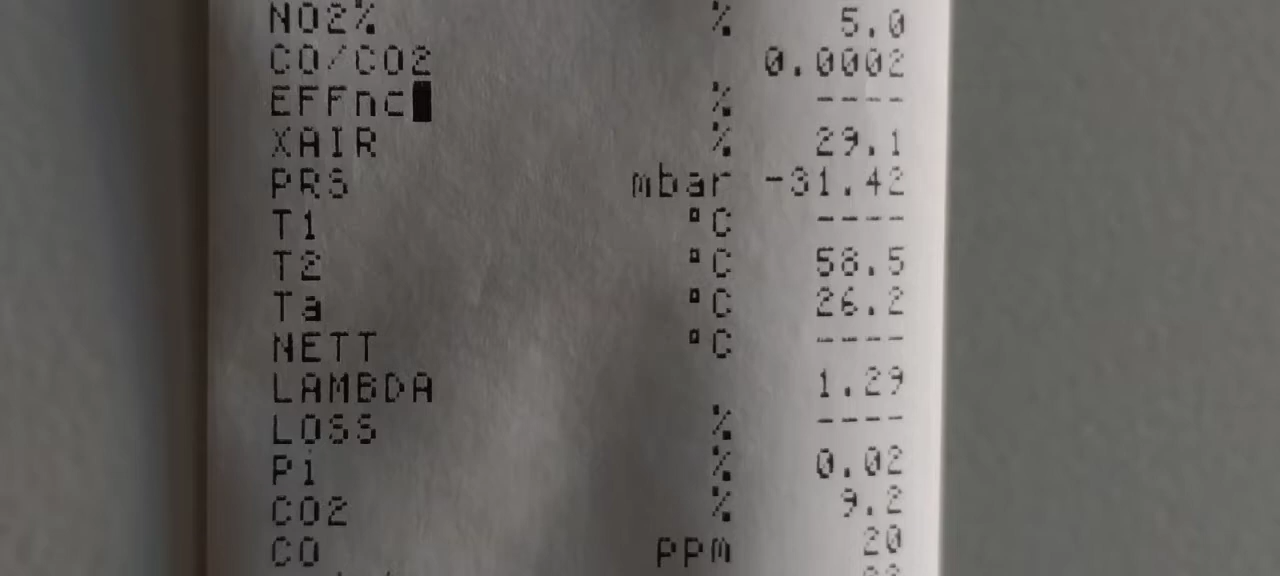 NO2% % 5.0
CO/CO2 0.0002
EFFnc % ----
XAIR % 29.1
PRS mbar -31.42
T1 °C ----
T2 °C 58.5
Ta °C 26.2
NETT °C ----
LAMBDA 1.29
LOSS % ----
Pi % 0.02
CO2 % 9.2
CO ppm 20